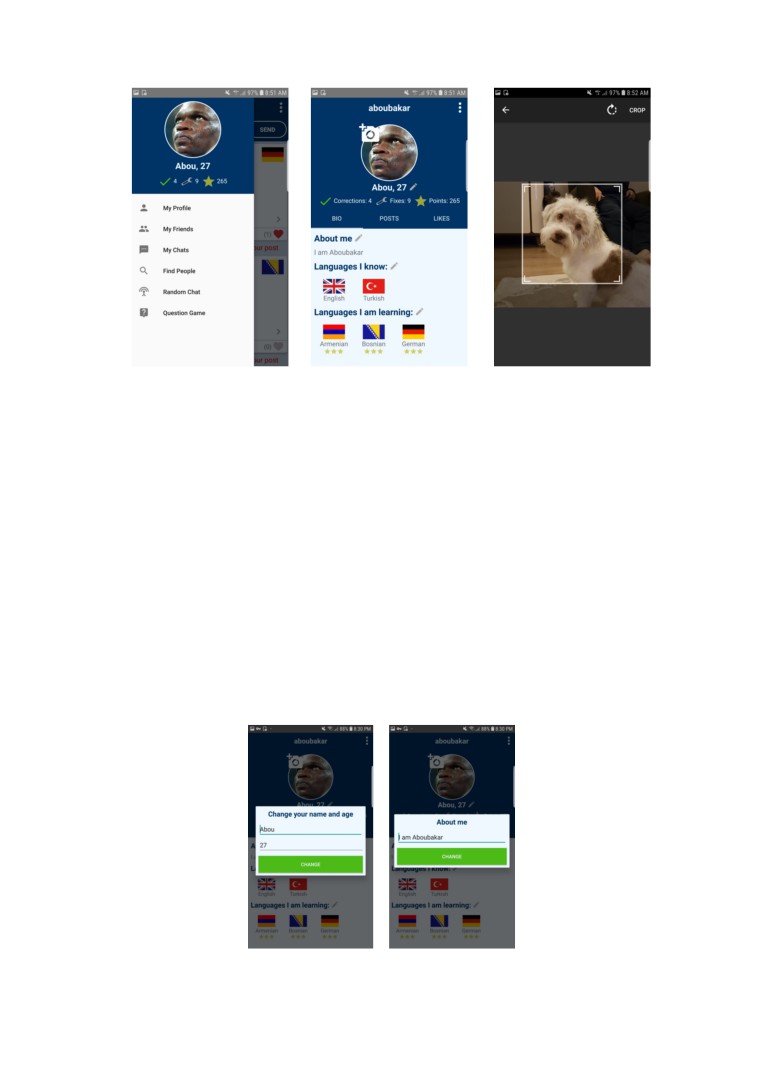 97% 8:51 AM
SEND
Abou, 27
4 9 265
My Profile
My Friends
(1)
My Chats
ur post
Find People
Random Chat
Question Game
(0)
ur post
97% 8:51 AM
aboubakar
Abou, 27
Corrections: 4 Fixes: 9 Points: 265
BIO POSTS LIKES
About me
I am Aboubakar
Languages I know:
English Turkish
Languages I am learning:
Armenian Bosnian German
97% 8:52 AM
CROP
88% 8:30 PM
aboubakar
Abou, 27
Change your name and age
Abou
27
CHANGE
English Turkish
Languages I am learning:
Armenian Bosnian German
88% 8:30 PM
aboubakar
Abou, 27
About me
I am Aboubakar
CHANGE
Languages I know:
English Turkish
Languages I am learning:
Armenian Bosnian German